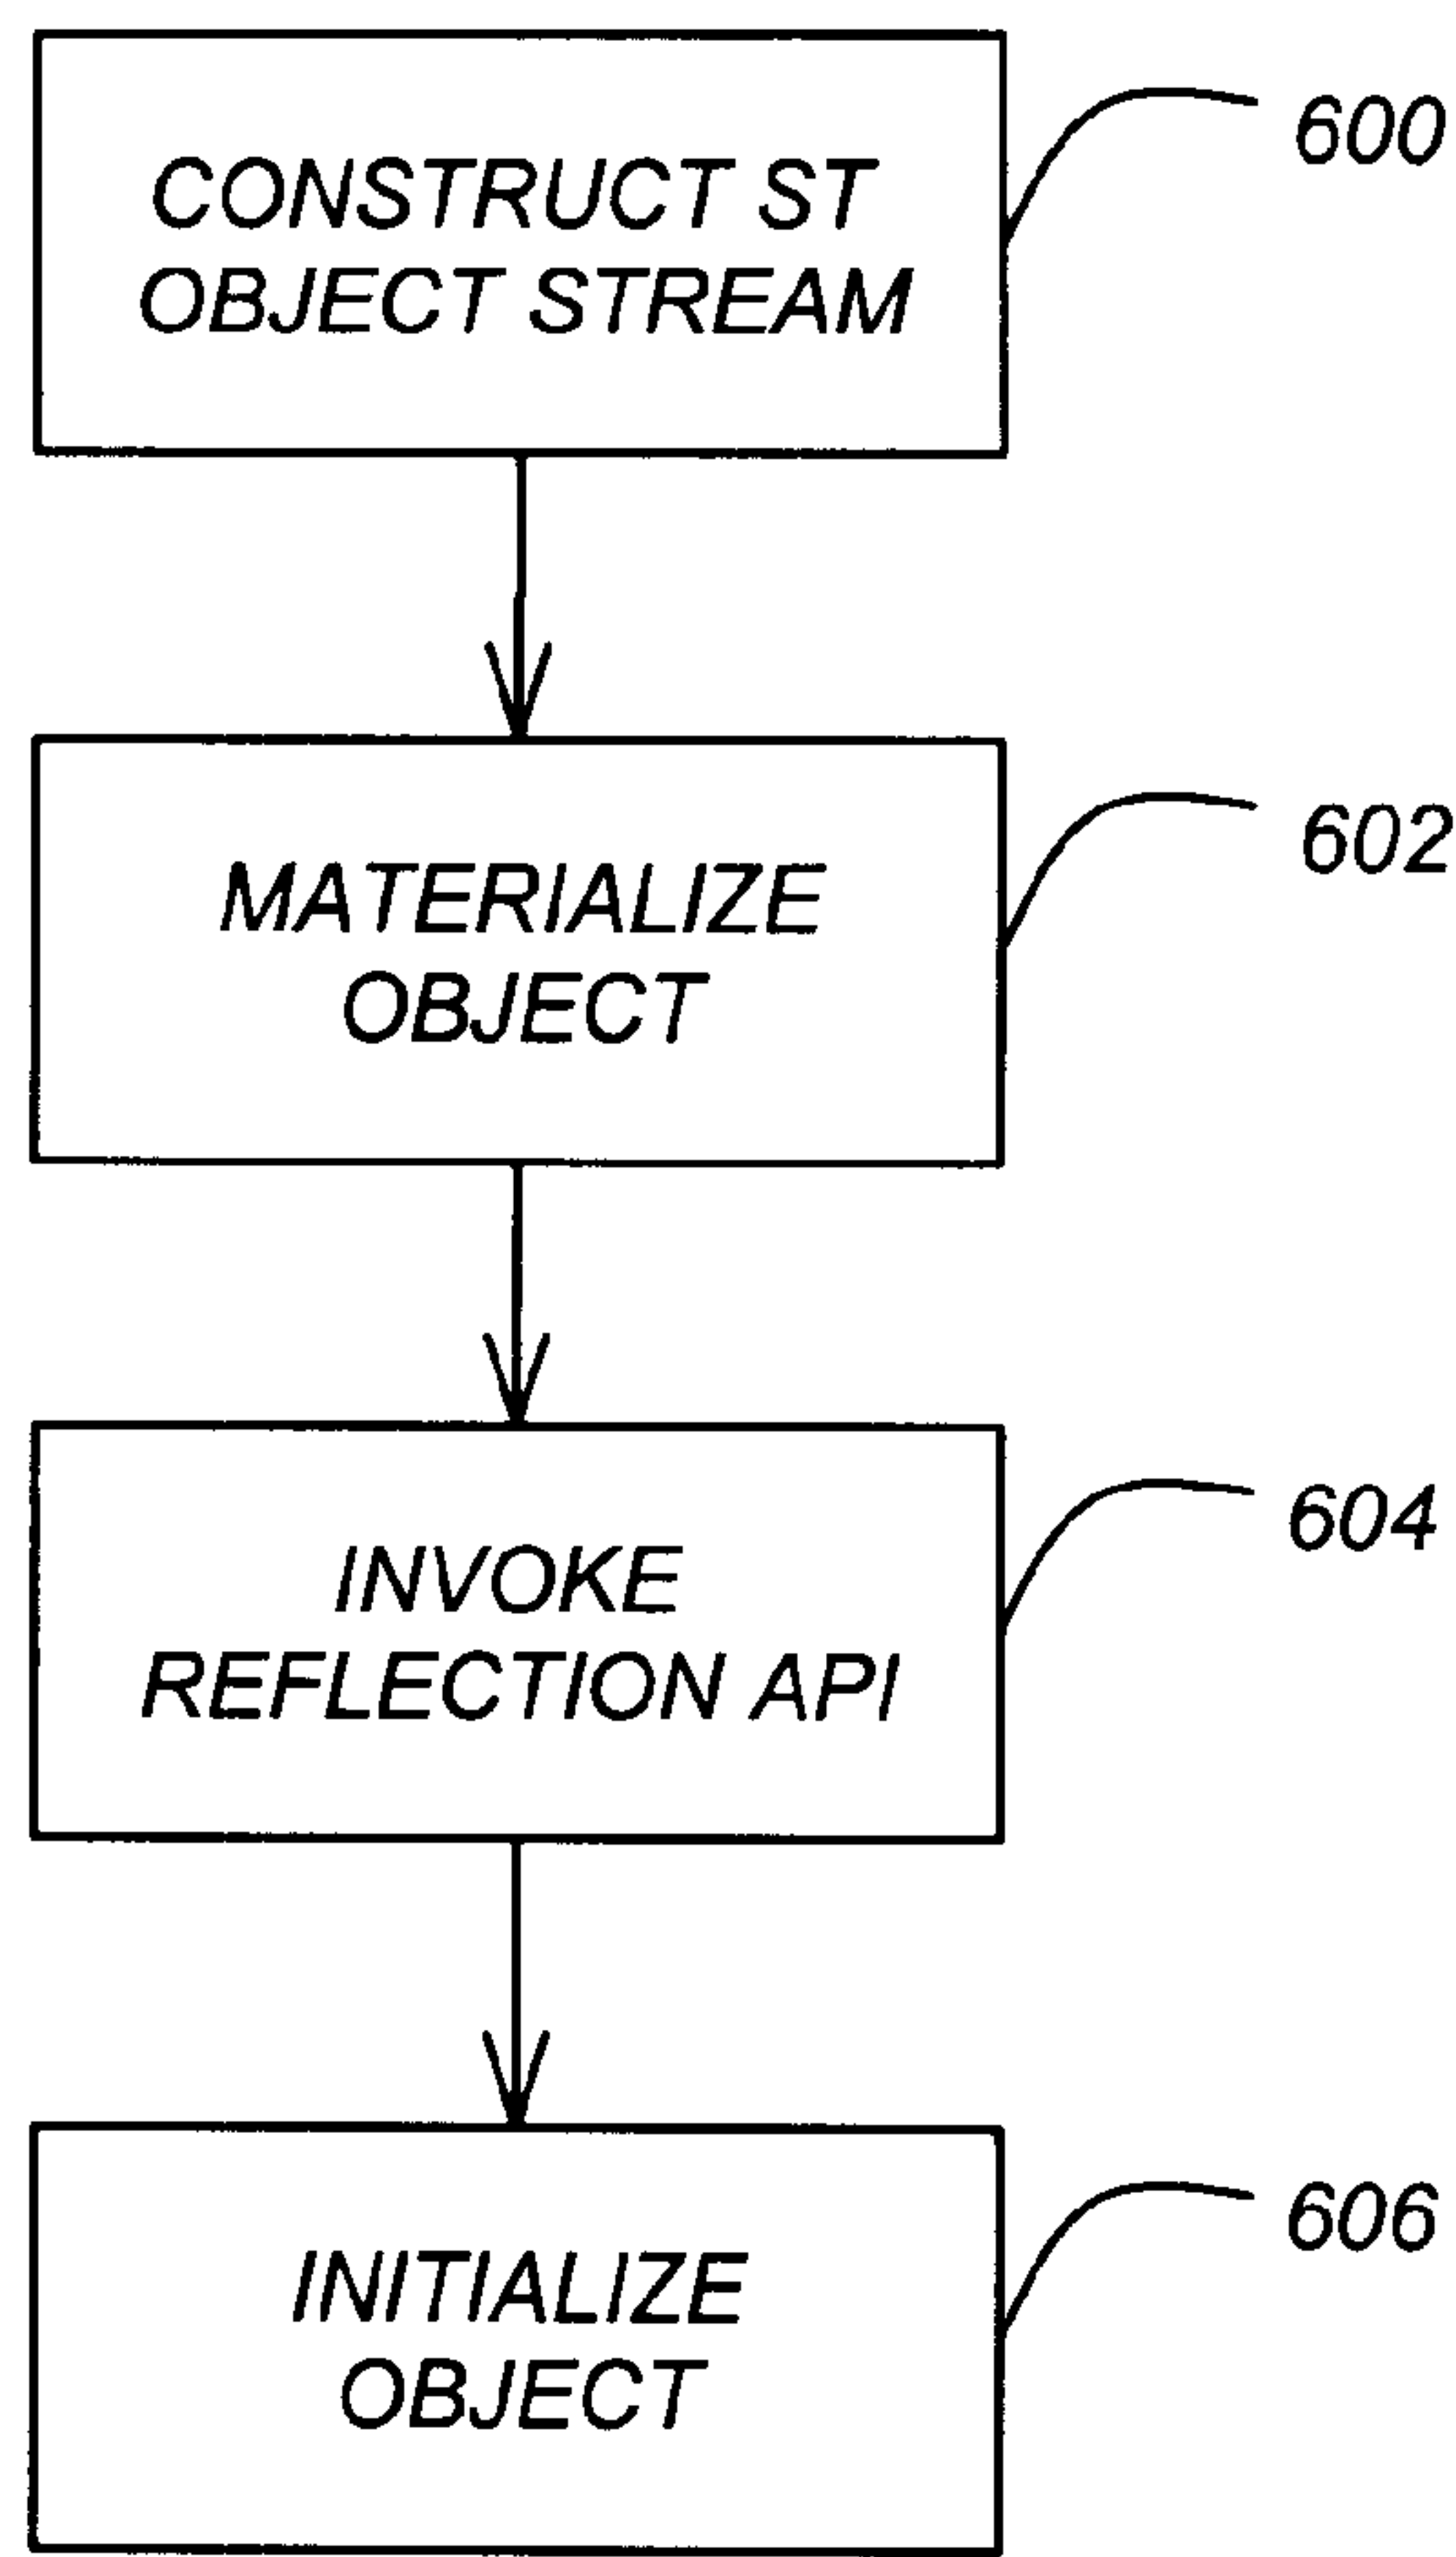 CONSTRUCT ST
OBJECT STREAM
600
MATERIALIZE
OBJECT
602
INVOKE
REFLECTION API
604
INITIALIZE
OBJECT
606